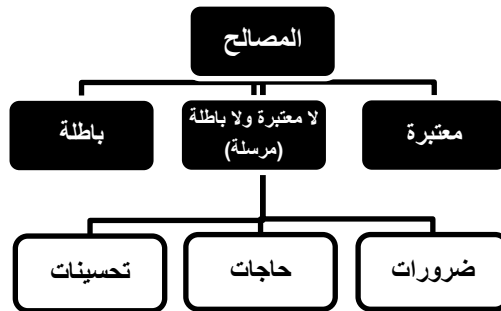 المصالح
معتبرة
لا معتبرة ولا باطلة
(مرسلة)
باطلة
ضرورات
حاجات
تحسينات